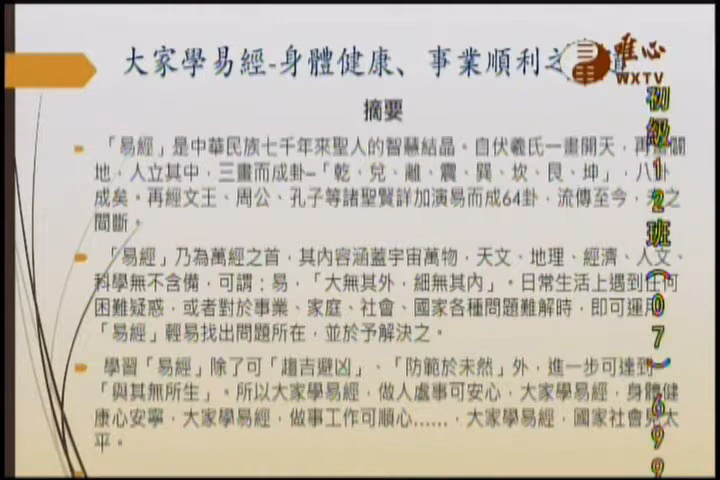 大家學易經-身體健康、事業順利之
唯心
WXTV
摘要
「易經」是中華民族七千年來聖人的智慧結晶。自伏羲氏一畫開天，再畫闢
地，人立其中，三畫而成卦–「乾、兌、離、震、巽、坎、艮、坤」，八卦
成矣。再經文王、周公、孔子等諸聖賢詳加演易而成64卦，流傳至今，未之
間斷。
「易經」乃為萬經之首，其內容涵蓋宇宙萬物，天文、地理、經濟、人文、
科學無不含備，可謂：易，「大無其外，細無其內」。日常生活上遇到任何
困難疑惑，或者對於事業、家庭、社會、國家各種問題難解時，即可運用
「易經」輕易找出問題所在，並於予解決之。
學習「易經」除了可「趨吉避凶」、「防範於未然」外，進一步可達到
「與其無所生」。所以大家學易經，做人處事可安心，大家學易經，身體健
康心安寧，大家學易經，做事工作可順心……，大家學易經，國家社會見太
平。
初級12班(07)699